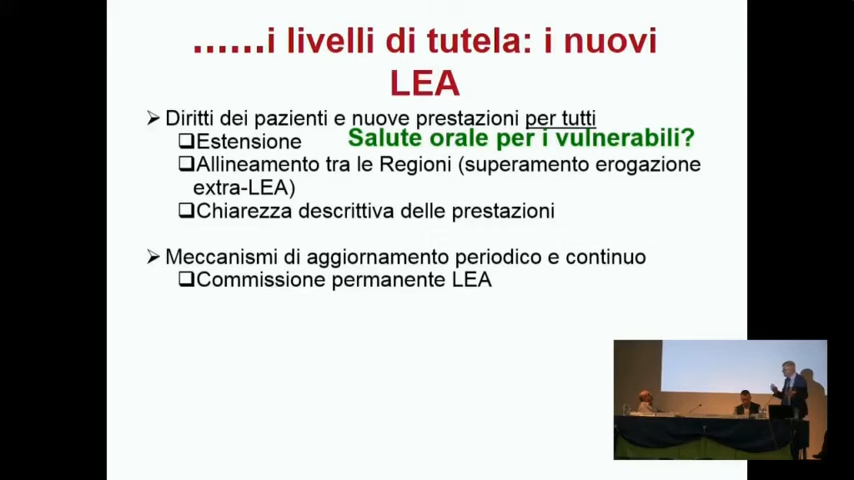 ......i livelli di tutela: i nuovi
LEA
➢ Diritti dei pazienti e nuove prestazioni per tutti
❑Estensione
Salute orale per i vulnerabili?
❑Allineamento tra le Regioni (superamento erogazione
extra-LEA)
❑Chiarezza descrittiva delle prestazioni
➢ Meccanismi di aggiornamento periodico e continuo
❑Commissione permanente LEA